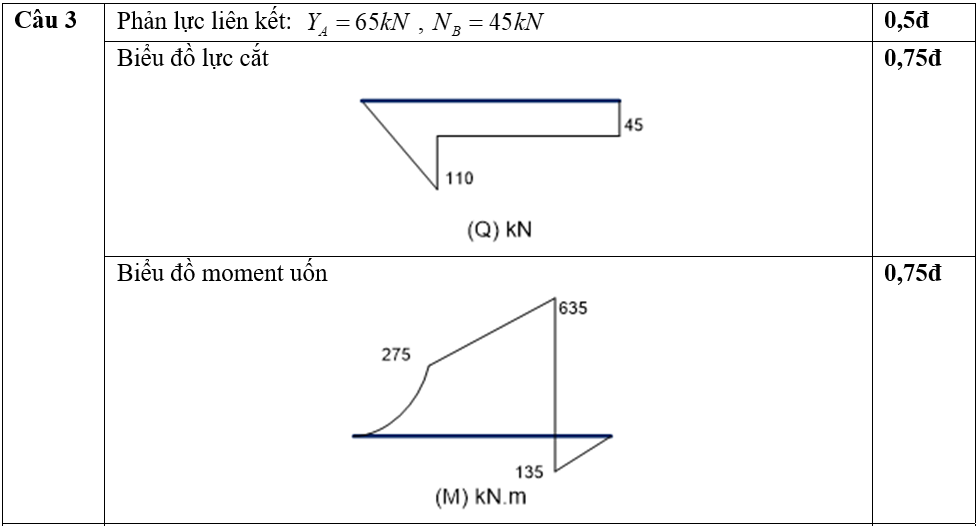 Câu 3
Phản lực liên kết: Y_A = 65kN , N_B = 45kN
0,5đ
Biểu đồ lực cắt
0,75đ
45
110
(Q) kN
Biểu đồ moment uốn
0,75đ
635
275
135
(M) kN.m